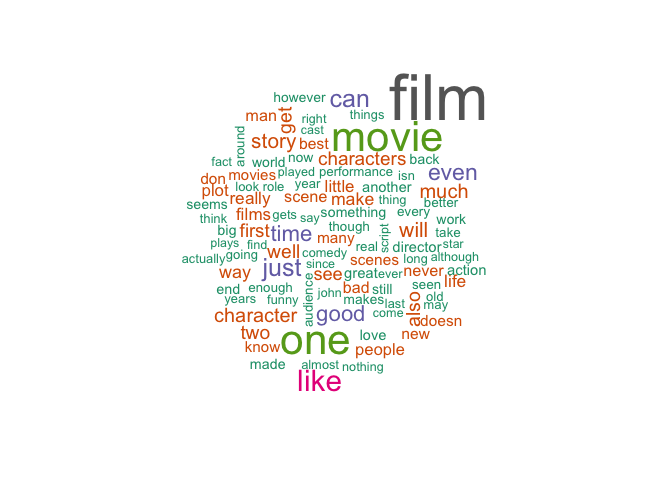 film
however can
man get right things
cast
around story best movie
now characters back
fact world
don movies played performance isn even
plot look role year little another much
seems really scene make thing better
films gets say something every
think though work
big first time many script will take
plays find real director star
actually going well comedy scenes long although
since
way just see great ever never action
end enough john bad still seen life
years funny audience makes last old
character good come also may
doesn
two one love new
know people
made almost nothing
like